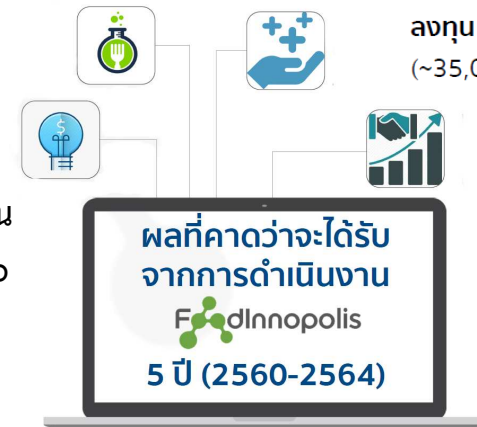 ลงทุน
(~35,0
น
ผลที่คาดว่าจะได้รับ
จากการดำเนินงาน
FoodInnopolis
5 ปี (2560-2564)
$